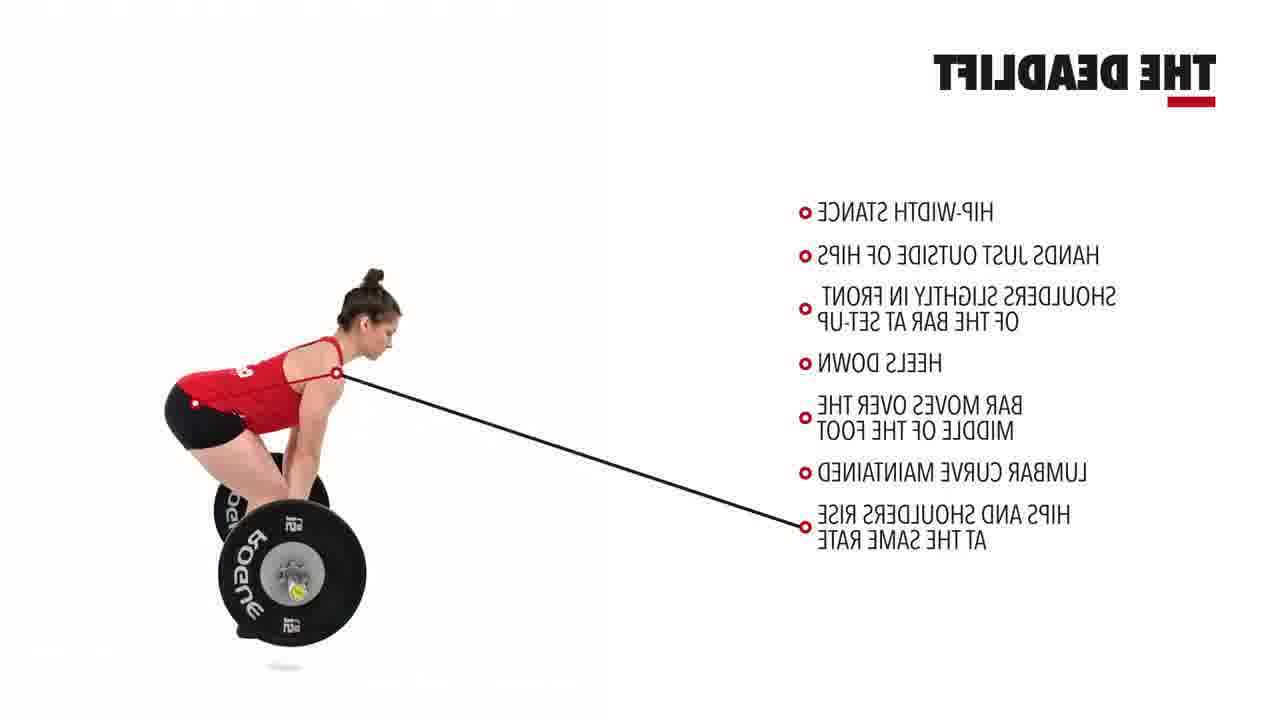 THE DEADLIFT
HIP-WIDTH STANCE
HANDS JUST OUTSIDE OF HIPS
SHOULDERS SLIGHTLY IN FRONT
OF THE BAR AT SET-UP
HEELS DOWN
BAR MOVES OVER THE
MIDDLE OF THE FOOT
LUMBAR CURVE MAINTAINED
HIPS AND SHOULDERS RISE
AT THE SAME RATE
ROGUE